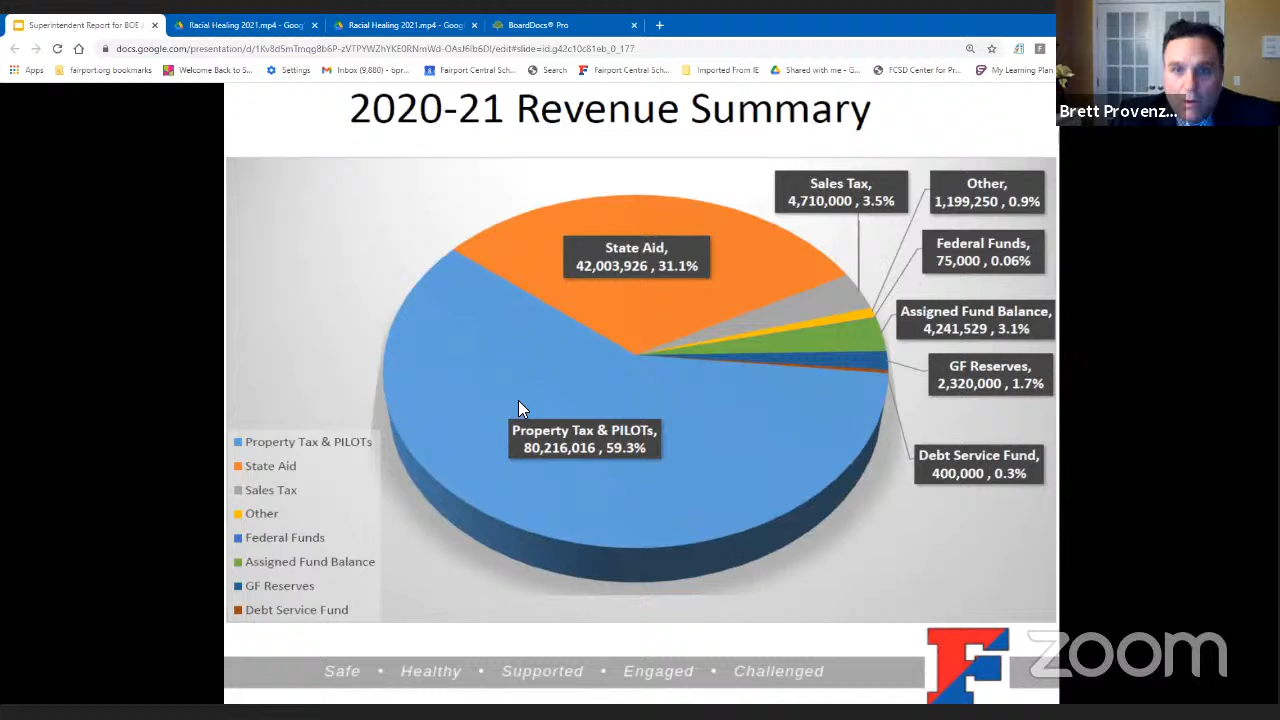 Superintendent Report for BOE
Racial Healing 2021.mp4 - Goog
Racial Healing 2021.mp4 - Goog
BoardDocs® Pro
Apps
fairport.org bookmarks
Welcome Back to S...
Settings
Inbox (9,880) - bpr...
Fairport Central Sch...
Search
Fairport Central Sch...
Imported From IE
Shared with me - G...
FCSD Center for Pr...
My Learning Plan
Brett Provenz...
2020-21 Revenue Summary
Sales Tax,
4,710,000 , 3.5%
Other,
1,199,250 , 0.9%
State Aid,
42,003,926 , 31.1%
Federal Funds,
75,000 , 0.06%
Assigned Fund Balance,
4,241,529 , 3.1%
GF Reserves,
2,320,000 , 1.7%
Property Tax & PILOTs,
80,216,016 , 59.3%
Debt Service Fund,
400,000 , 0.3%
Property Tax & PILOTs
State Aid
Sales Tax
Other
Federal Funds
Assigned Fund Balance
GF Reserves
Debt Service Fund
Safe • Healthy • Supported • Engaged • Challenged
F
zoom